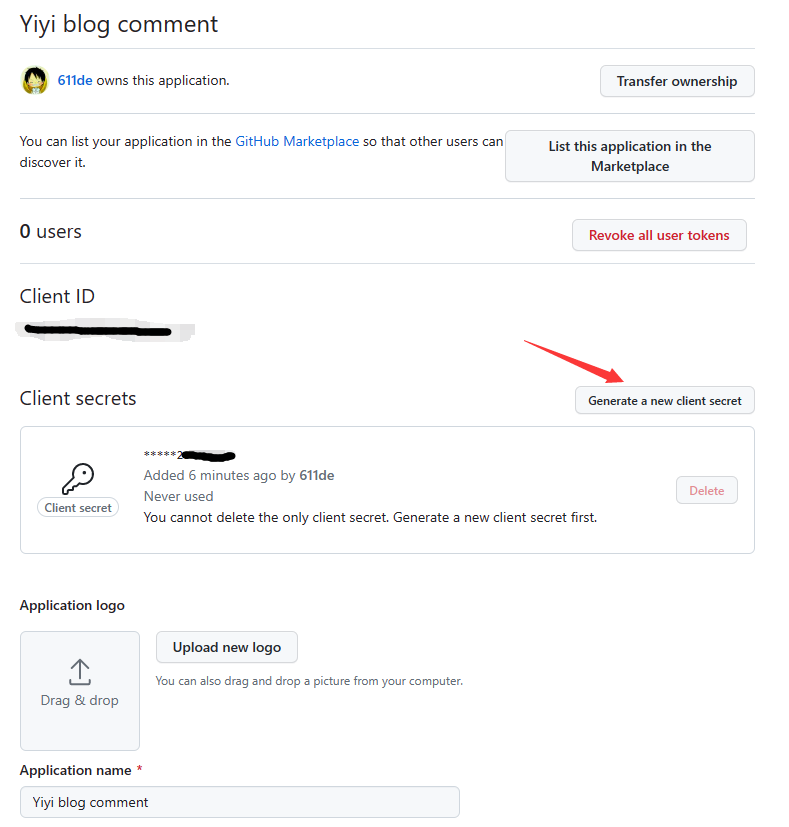 Yiyi blog comment
611de owns this application.
Transfer ownership
You can list your application in the GitHub Marketplace so that other users can
discover it.
List this application in the
Marketplace
0 users
Revoke all user tokens
Client ID
Client secrets
Generate a new client secret
*****2
Added 6 minutes ago by 611de
Never used
You cannot delete the only client secret. Generate a new client secret first.
Client secret
Delete
Application logo
Drag & drop
Upload new logo
You can also drag and drop a picture from your computer.
Application name *
Yiyi blog comment